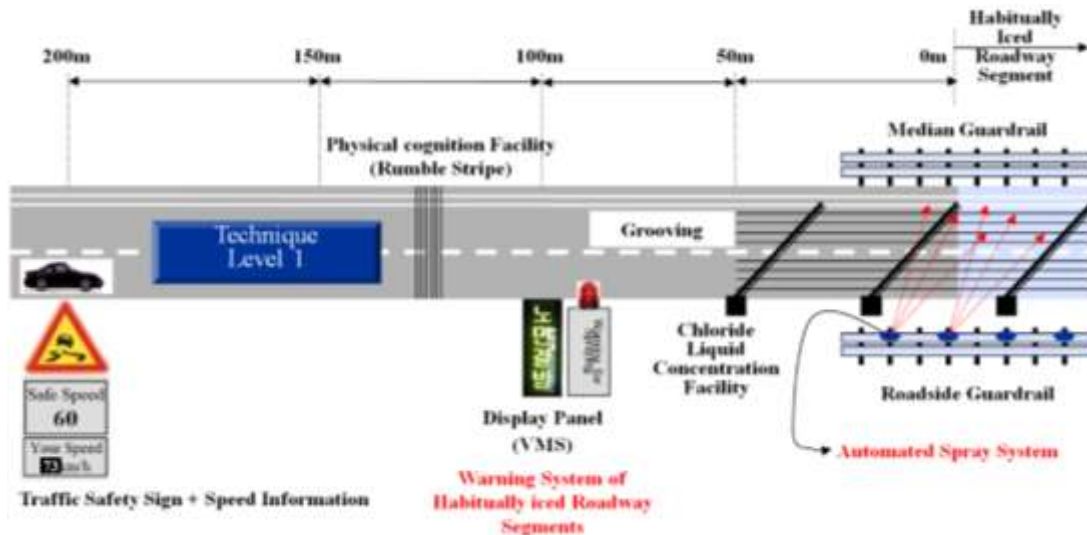 Habitually
Iced
Roadway
Segment
200m
150m
100m
50m
0m
Physical cognition Facility
(Rumble Stripe)
Median Guardrail
Technique
Level 1
Grooving
Chloride
Liquid
Concentration
Facility
Roadside Guardrail
Safe Speed
60
Your Speed
73
Display Panel
(VMS)
Automated Spray System
Warning System of
Habitually iced Roadway
Segments
Traffic Safety Sign + Speed Information